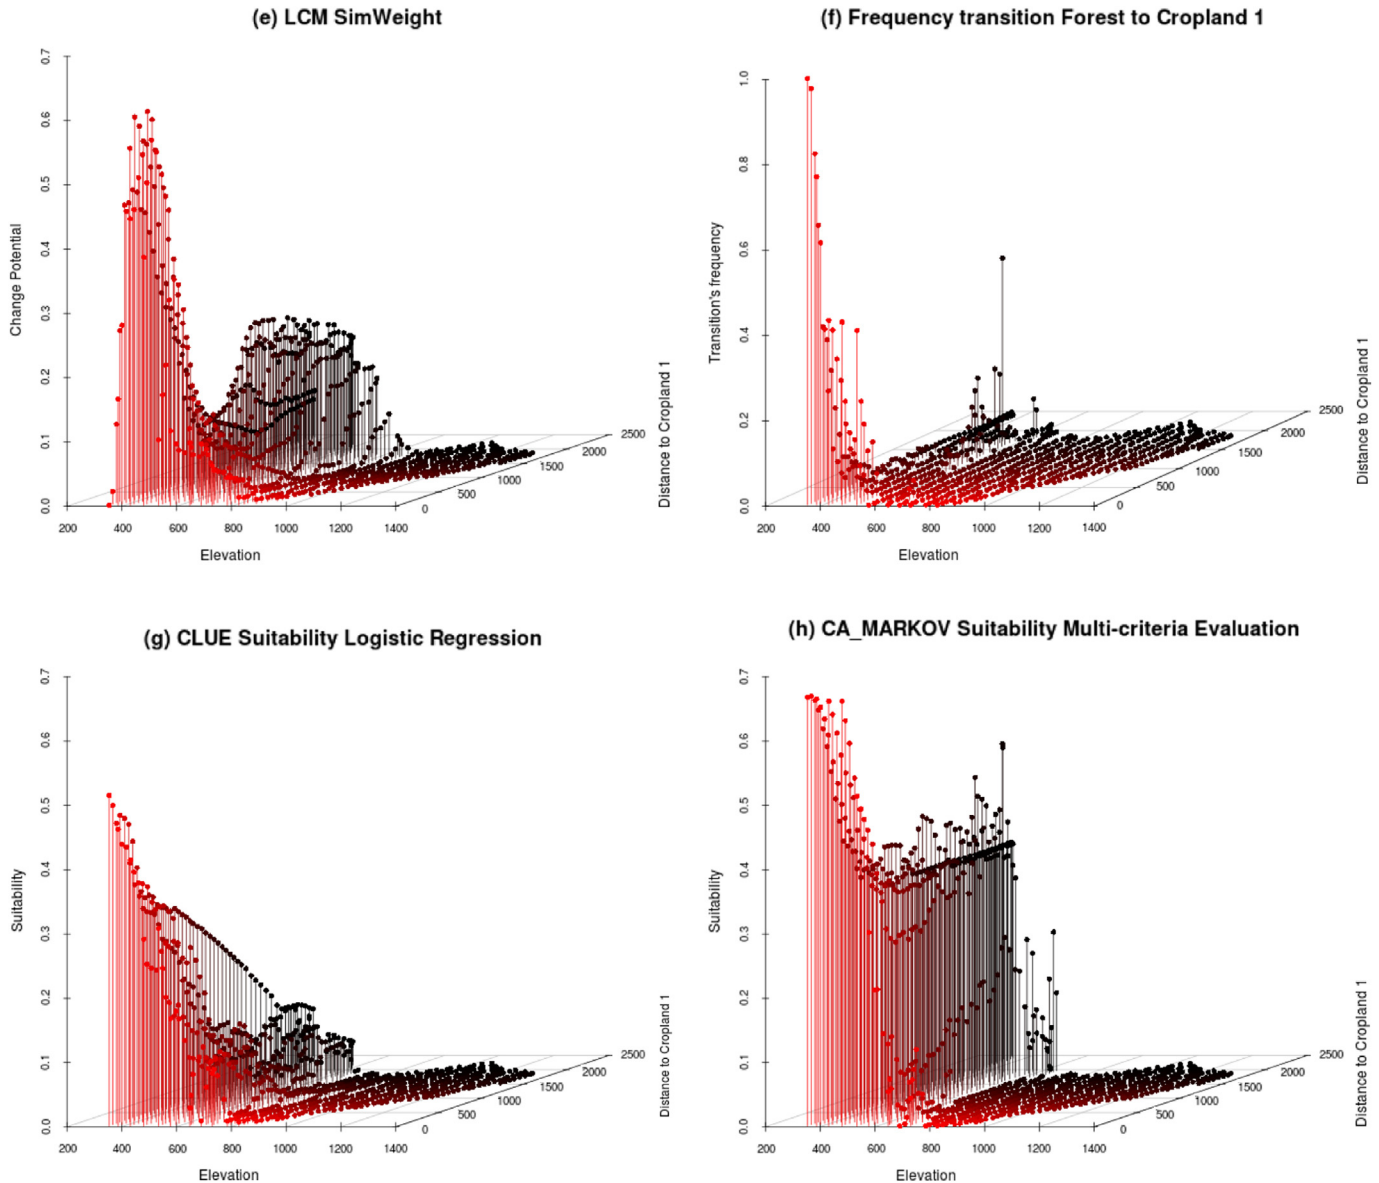 (e) LCM SimWeight
0.7
0.6
0.5
0.4
0.3
0.2
0.1
0.0
Change Potential
200 400 600 800 1000 1200 1400
Elevation
0
500
1000
1500
2000
2500
Distance to Cropland 1
(f) Frequency transition Forest to Cropland 1
1.0
0.8
0.6
0.4
0.2
0.0
Transition's frequency
200 400 600 800 1000 1200 1400
Elevation
0
500
1000
1500
2000
2500
Distance to Cropland 1
(g) CLUE Suitability Logistic Regression
0.7
0.6
0.5
0.4
0.3
0.2
0.1
0.0
Suitability
200 400 600 800 1000 1200 1400
Elevation
0
500
1000
1500
2000
2500
Distance to Cropland 1
(h) CA_MARKOV Suitability Multi-criteria Evaluation
0.7
0.6
0.5
0.4
0.3
0.2
0.1
0.0
Suitability
200 400 600 800 1000 1200 1400
Elevation
0
500
1000
1500
2000
2500
Distance to Cropland 1